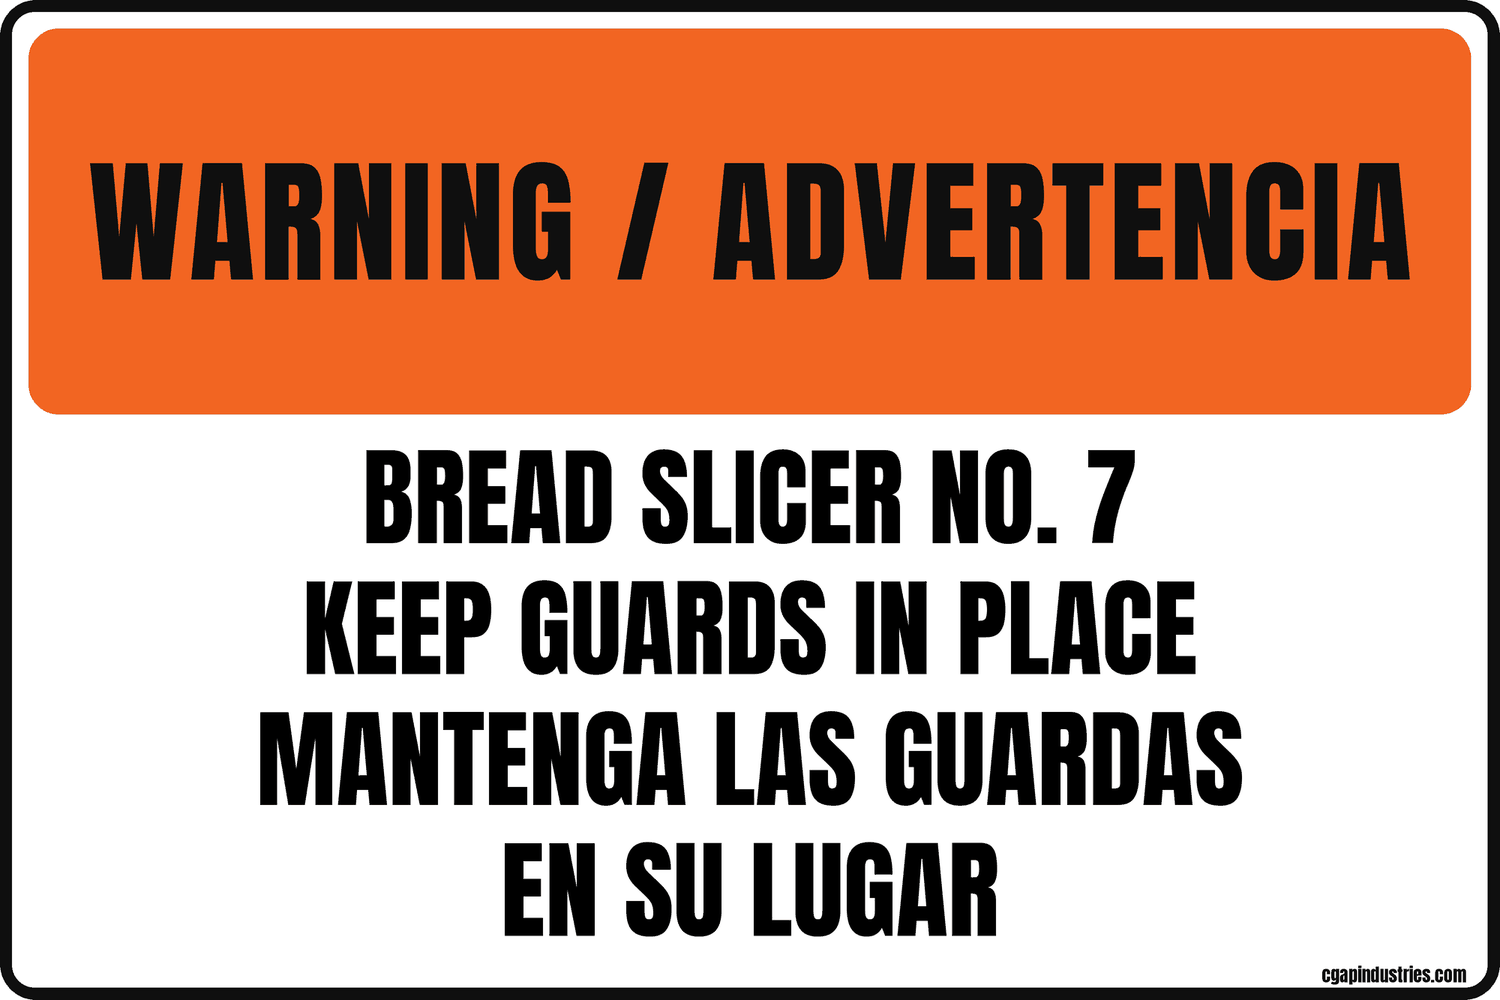 WARNING / ADVERTENCIA
BREAD SLICER NO. 7
KEEP GUARDS IN PLACE
MANTENGA LAS GUARDAS
EN SU LUGAR
cgapindustries.com